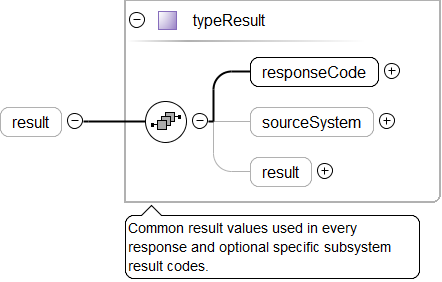 typeResult
responseCode
result
sourceSystem
result
Common result values used in every
response and optional specific subsystem
result codes.